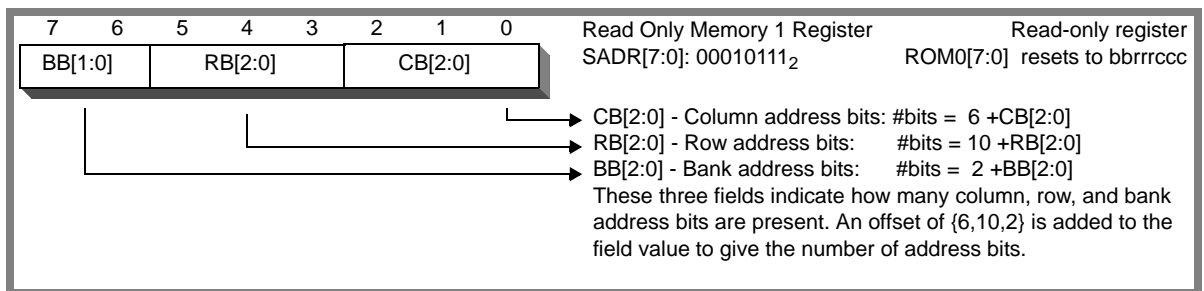 7 6 5 4 3 2 1 0
BB[1:0] RB[2:0] CB[2:0]
Read Only Memory 1 Register Read-only register
SADR[7:0]: 00010111₂ ROM0[7:0] resets to bbrrrccc
CB[2:0] - Column address bits: #bits = 6 +CB[2:0]
RB[2:0] - Row address bits: #bits = 10 +RB[2:0]
BB[2:0] - Bank address bits: #bits = 2 +BB[2:0]
These three fields indicate how many column, row, and bank
address bits are present. An offset of {6,10,2} is added to the
field value to give the number of address bits.